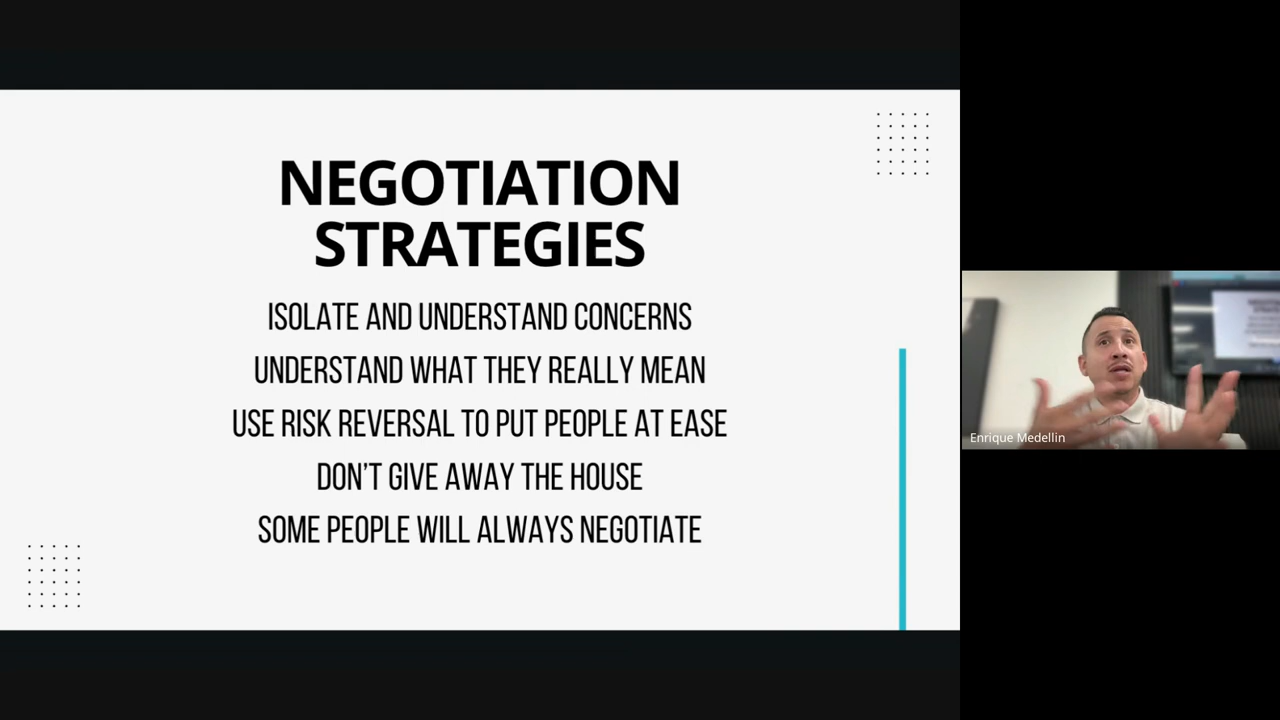 NEGOTIATION
STRATEGIES
ISOLATE AND UNDERSTAND CONCERNS
UNDERSTAND WHAT THEY REALLY MEAN
USE RISK REVERSAL TO PUT PEOPLE AT EASE
DON'T GIVE AWAY THE HOUSE
SOME PEOPLE WILL ALWAYS NEGOTIATE
Enrique Medellin